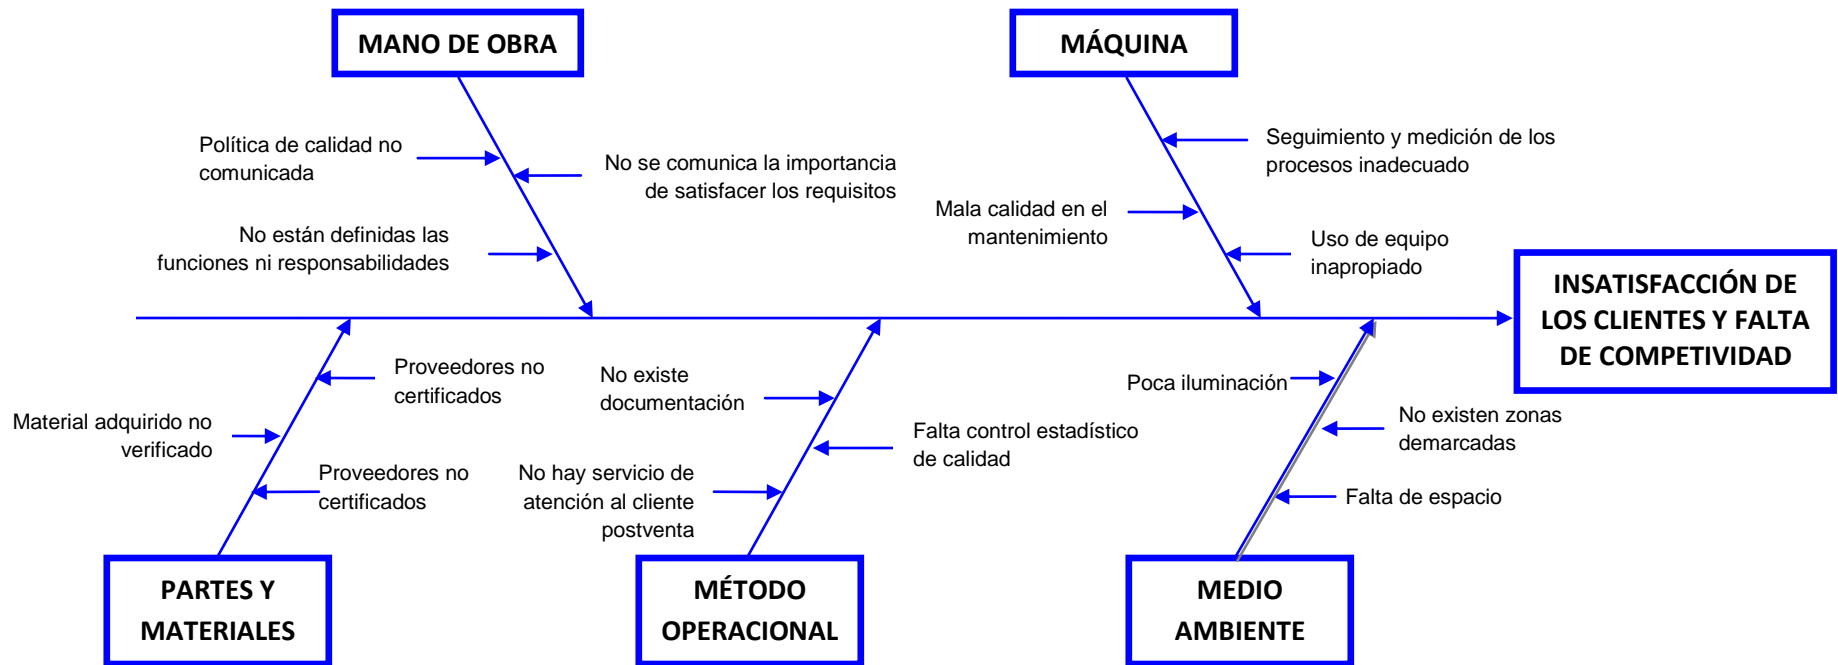 MANO DE OBRA
MÁQUINA
Política de calidad no
comunicada
No se comunica la importancia
de satisfacer los requisitos
No están definidas las
funciones ni responsabilidades
Seguimiento y medición de los
procesos inadecuado
Mala calidad en el
mantenimiento
Uso de equipo
inapropiado
INSATISFACCIÓN DE
LOS CLIENTES Y FALTA
DE COMPETIVIDAD
Proveedores no
certificados
Material adquirido no
verificado
Proveedores no
certificados
No existe
documentación
Falta control estadístico
de calidad
No hay servicio de
atención al cliente
postventa
Poca iluminación
No existen zonas
demarcadas
Falta de espacio
PARTES Y
MATERIALES
MÉTODO
OPERACIONAL
MEDIO
AMBIENTE